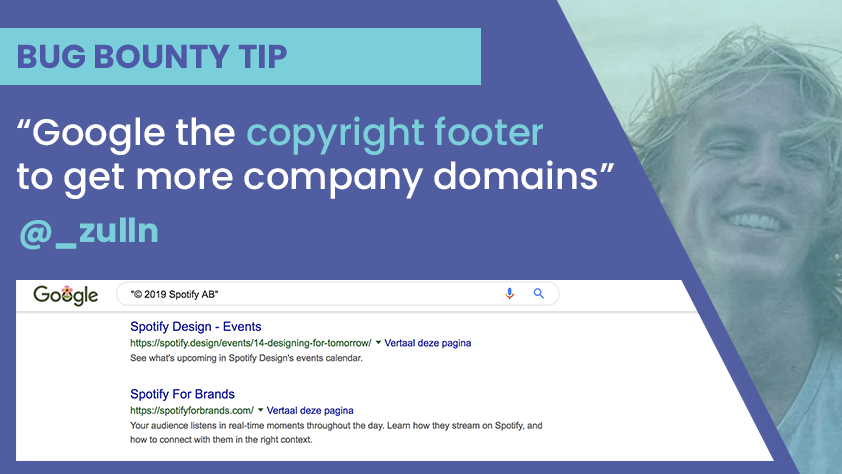 BUG BOUNTY TIP
“Google the copyright footer
to get more company domains”
@_zulln
Google
"© 2019 Spotify AB"
Spotify Design - Events
https://spotify.design/events/14-designing-for-tomorrow/ Vertaal deze pagina
See what's upcoming in Spotify Design's events calendar.
Spotify For Brands
https://spotifyforbrands.com/ Vertaal deze pagina
Your audience listens in real-time moments throughout the day. Learn how they stream on Spotify, and
how to connect with them in the right context.